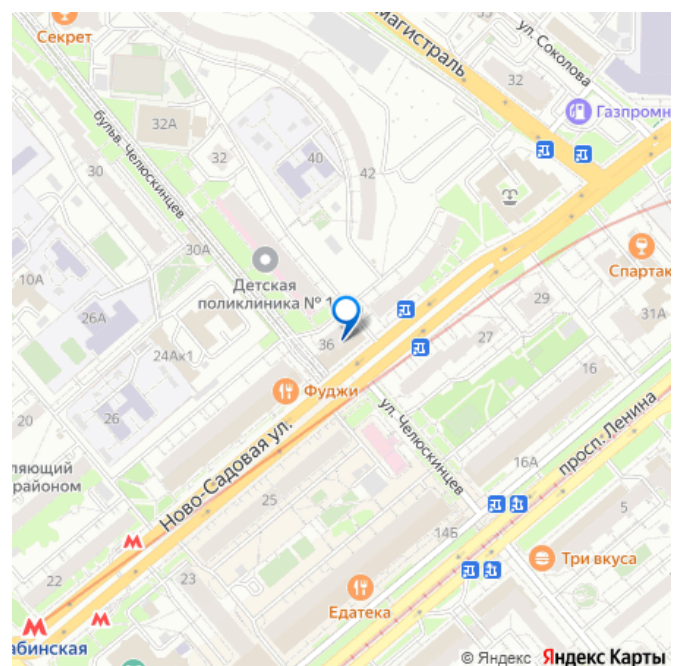 Секрет
магистраль
ул. Соколова
32
Газпромн
32А
бульв. Челюскинцев
32
40
42
30
30А
Спартак
Детская
поликлиника № 1
10А
26А
29
31А
36
27
24Ак1
16
Фуджи
26
20
ул. Челюскинцев
просп. Ленина
Ново-Садовая ул.
16А
ляющий
районом
25
5
14Б
Три вкуса
22
23
Едатека
абинская
© Яндекс Яндекс Карты